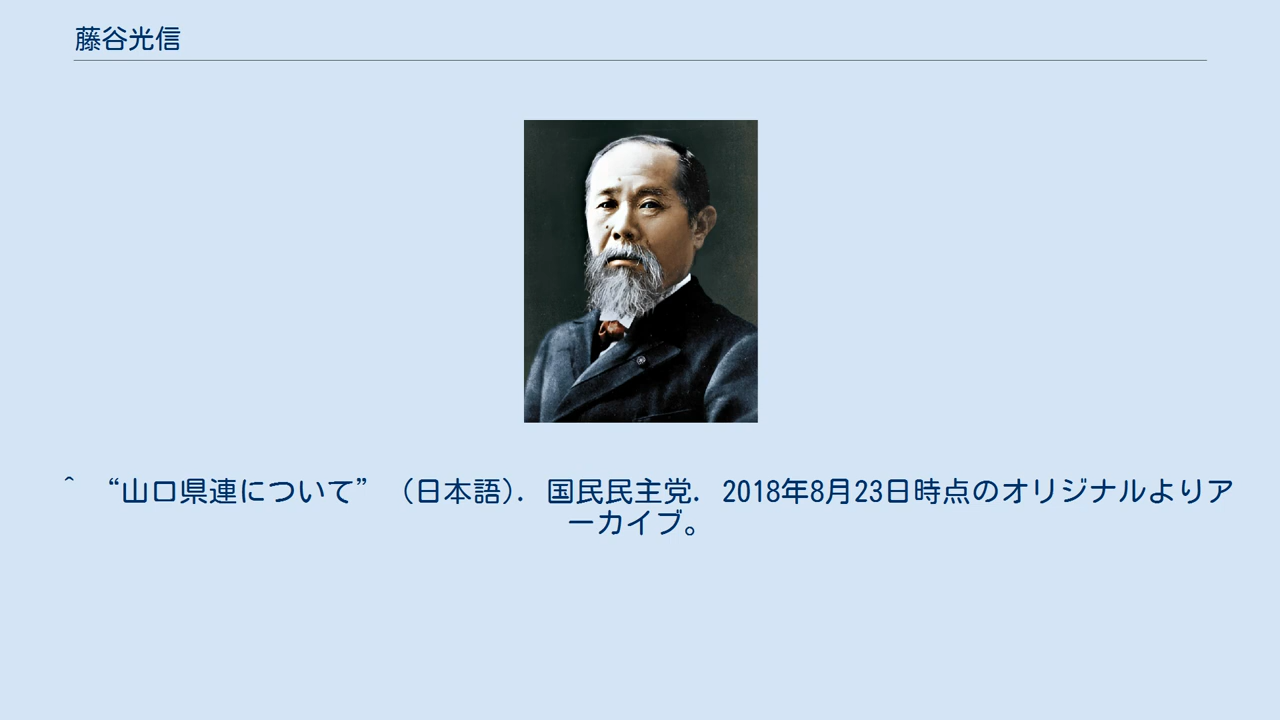 藤谷光信
^ “山口県連について” (日本語). 国民民主党. 2018年8月23日時点のオリジナルよりア
ーカイブ。